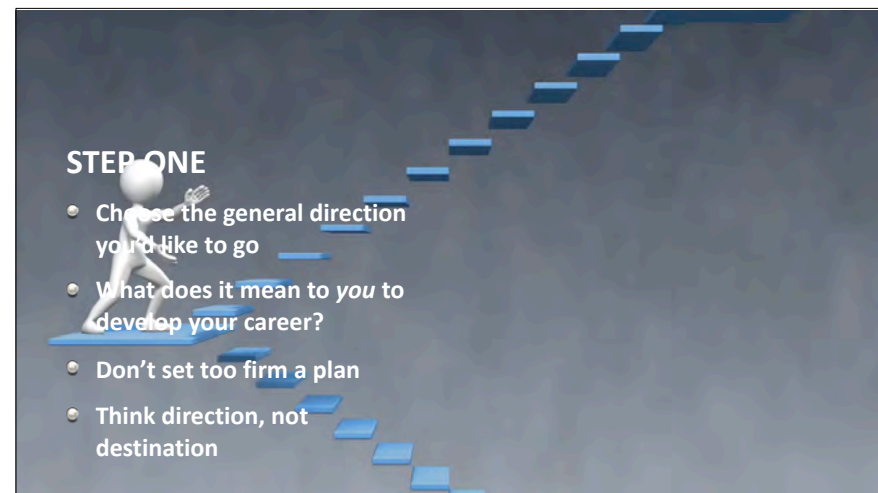 STEP ONE
Choose the general direction
you'd like to go
What does it mean to you to
develop your career?
Don’t set too firm a plan
Think direction, not
destination